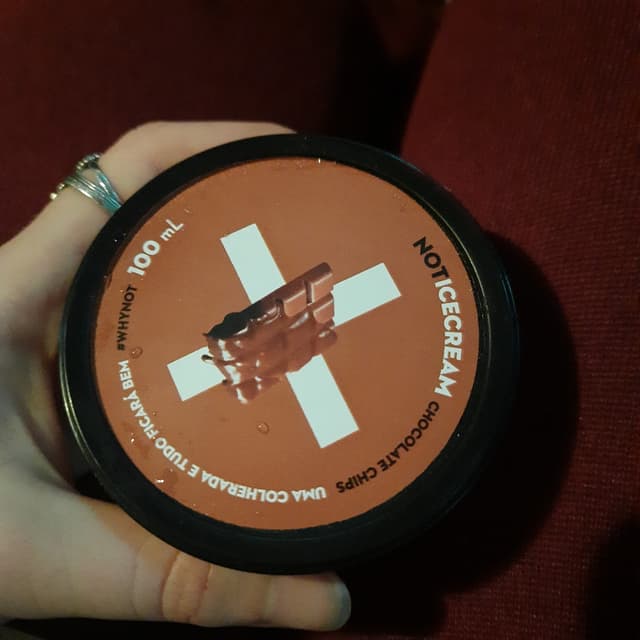 NOTICECREAM
CHOCOLATE CHIPS
UMA COLHERADA E TUDO FICARÁ BEM
#WHYNOT
100 mL